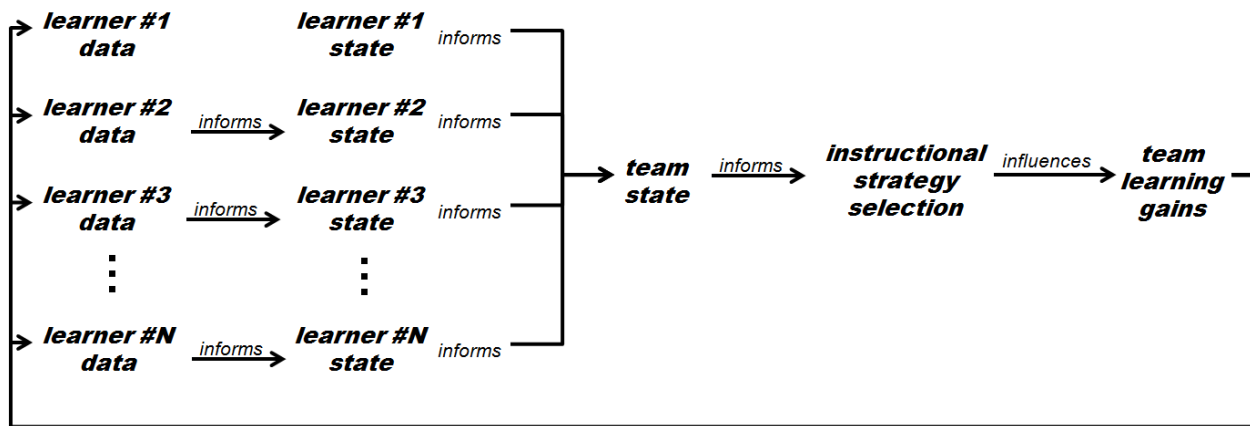 learner #1
data
learner #1
state
informs
learner #2
data
informs
learner #2
state
informs
learner #3
data
informs
learner #3
state
informs
learner #N
data
informs
learner #N
state
informs
team
state
informs
instructional
strategy
selection
influences
team
learning
gains